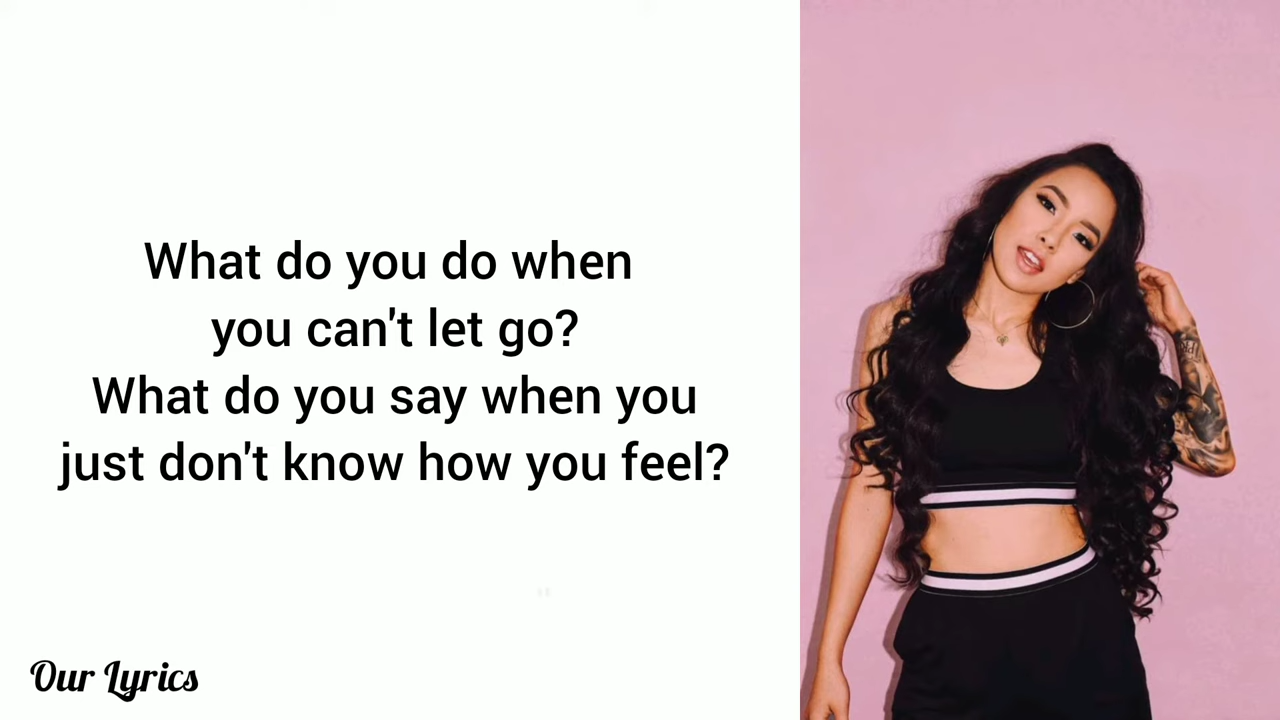 What do you do when
you can't let go?
What do you say when you
just don't know how you feel?
Our Lyrics